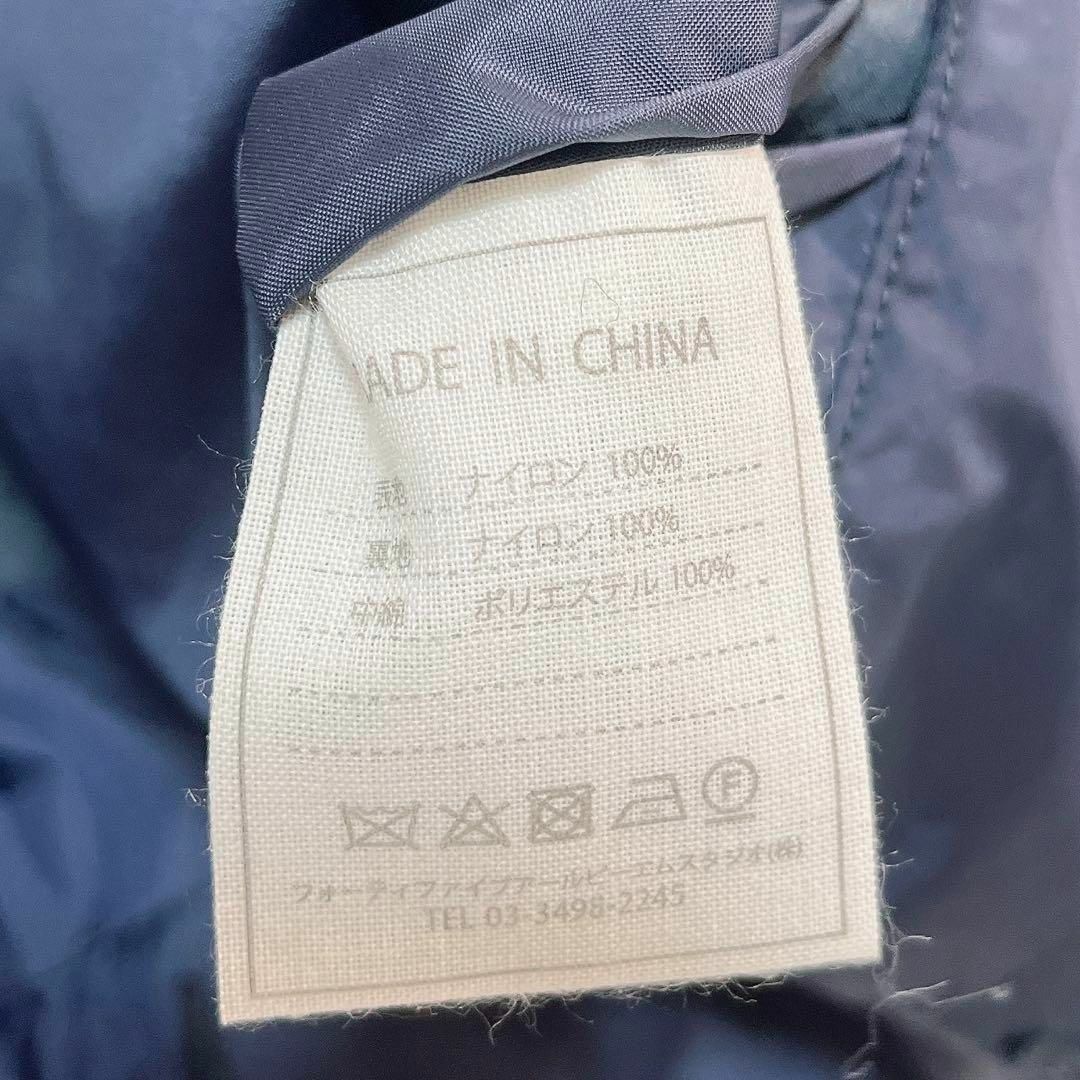 MADE IN CHINA
表地 ナイロン 100%
裏地 ナイロン 100%
中綿 ポリエステル 100%
F
フォーティファイブアールピーエムスタジオ(株)
TEL 03-3498-2245